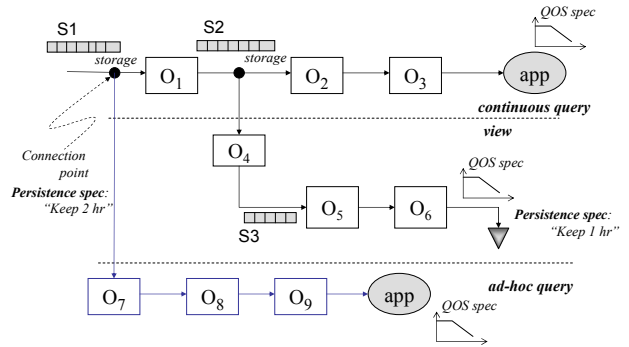 S1
S2
QOS spec
storage
storage
O1
O2
O3
app
continuous query
view
Connection
point
O4
QOS spec
Persistence spec:
“Keep 2 hr”
S3
O5
O6
Persistence spec:
“Keep 1 hr”
ad-hoc query
O7
O8
O9
app
QOS spec